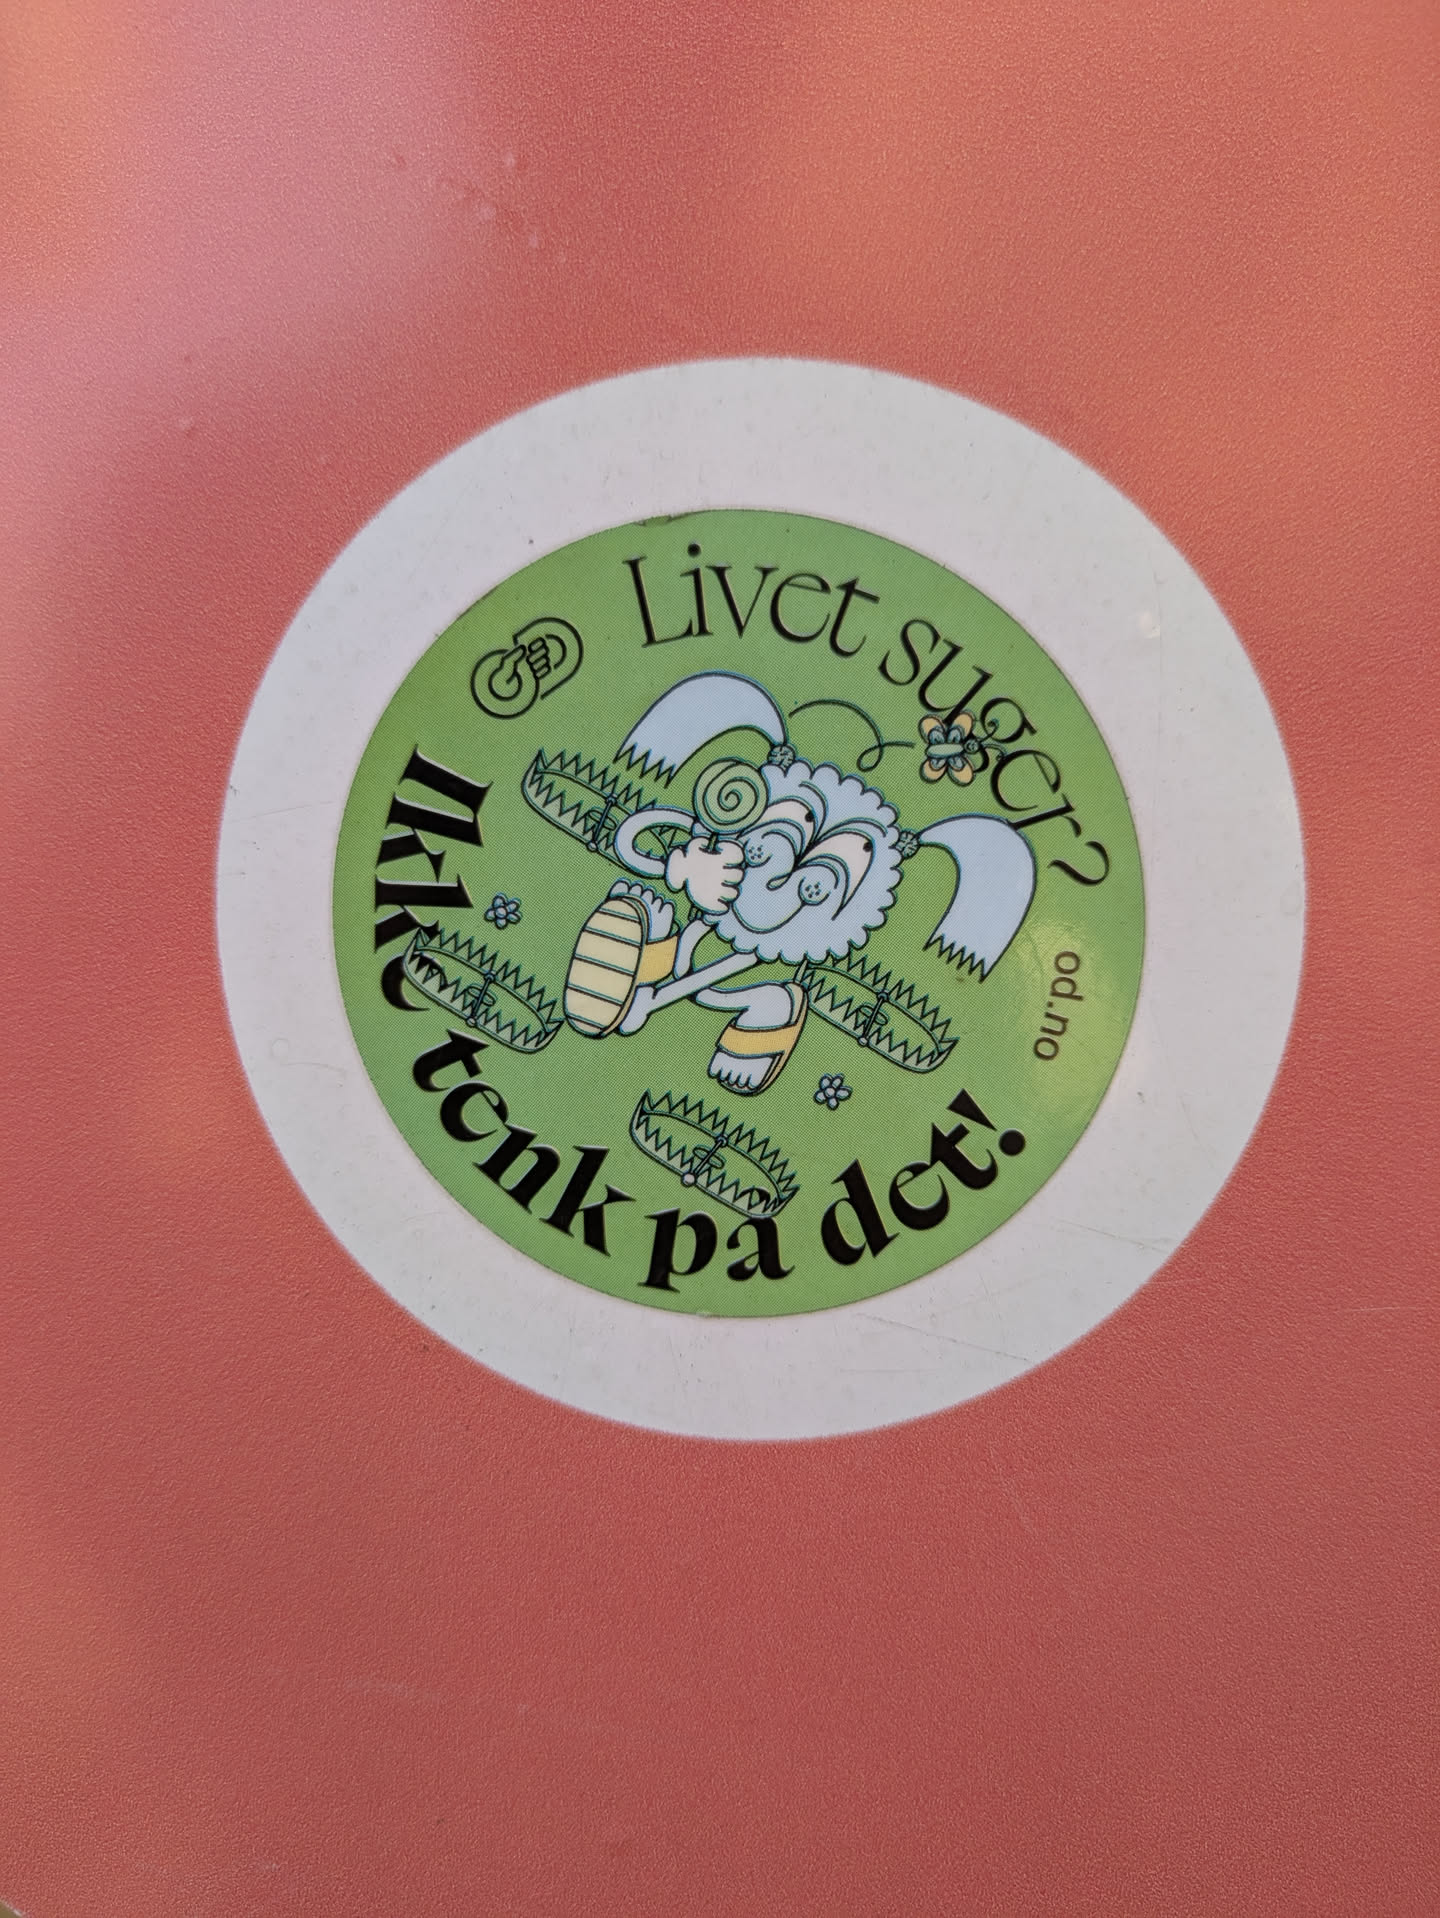 Livet suger?
Ikke tenk på det!
od.no